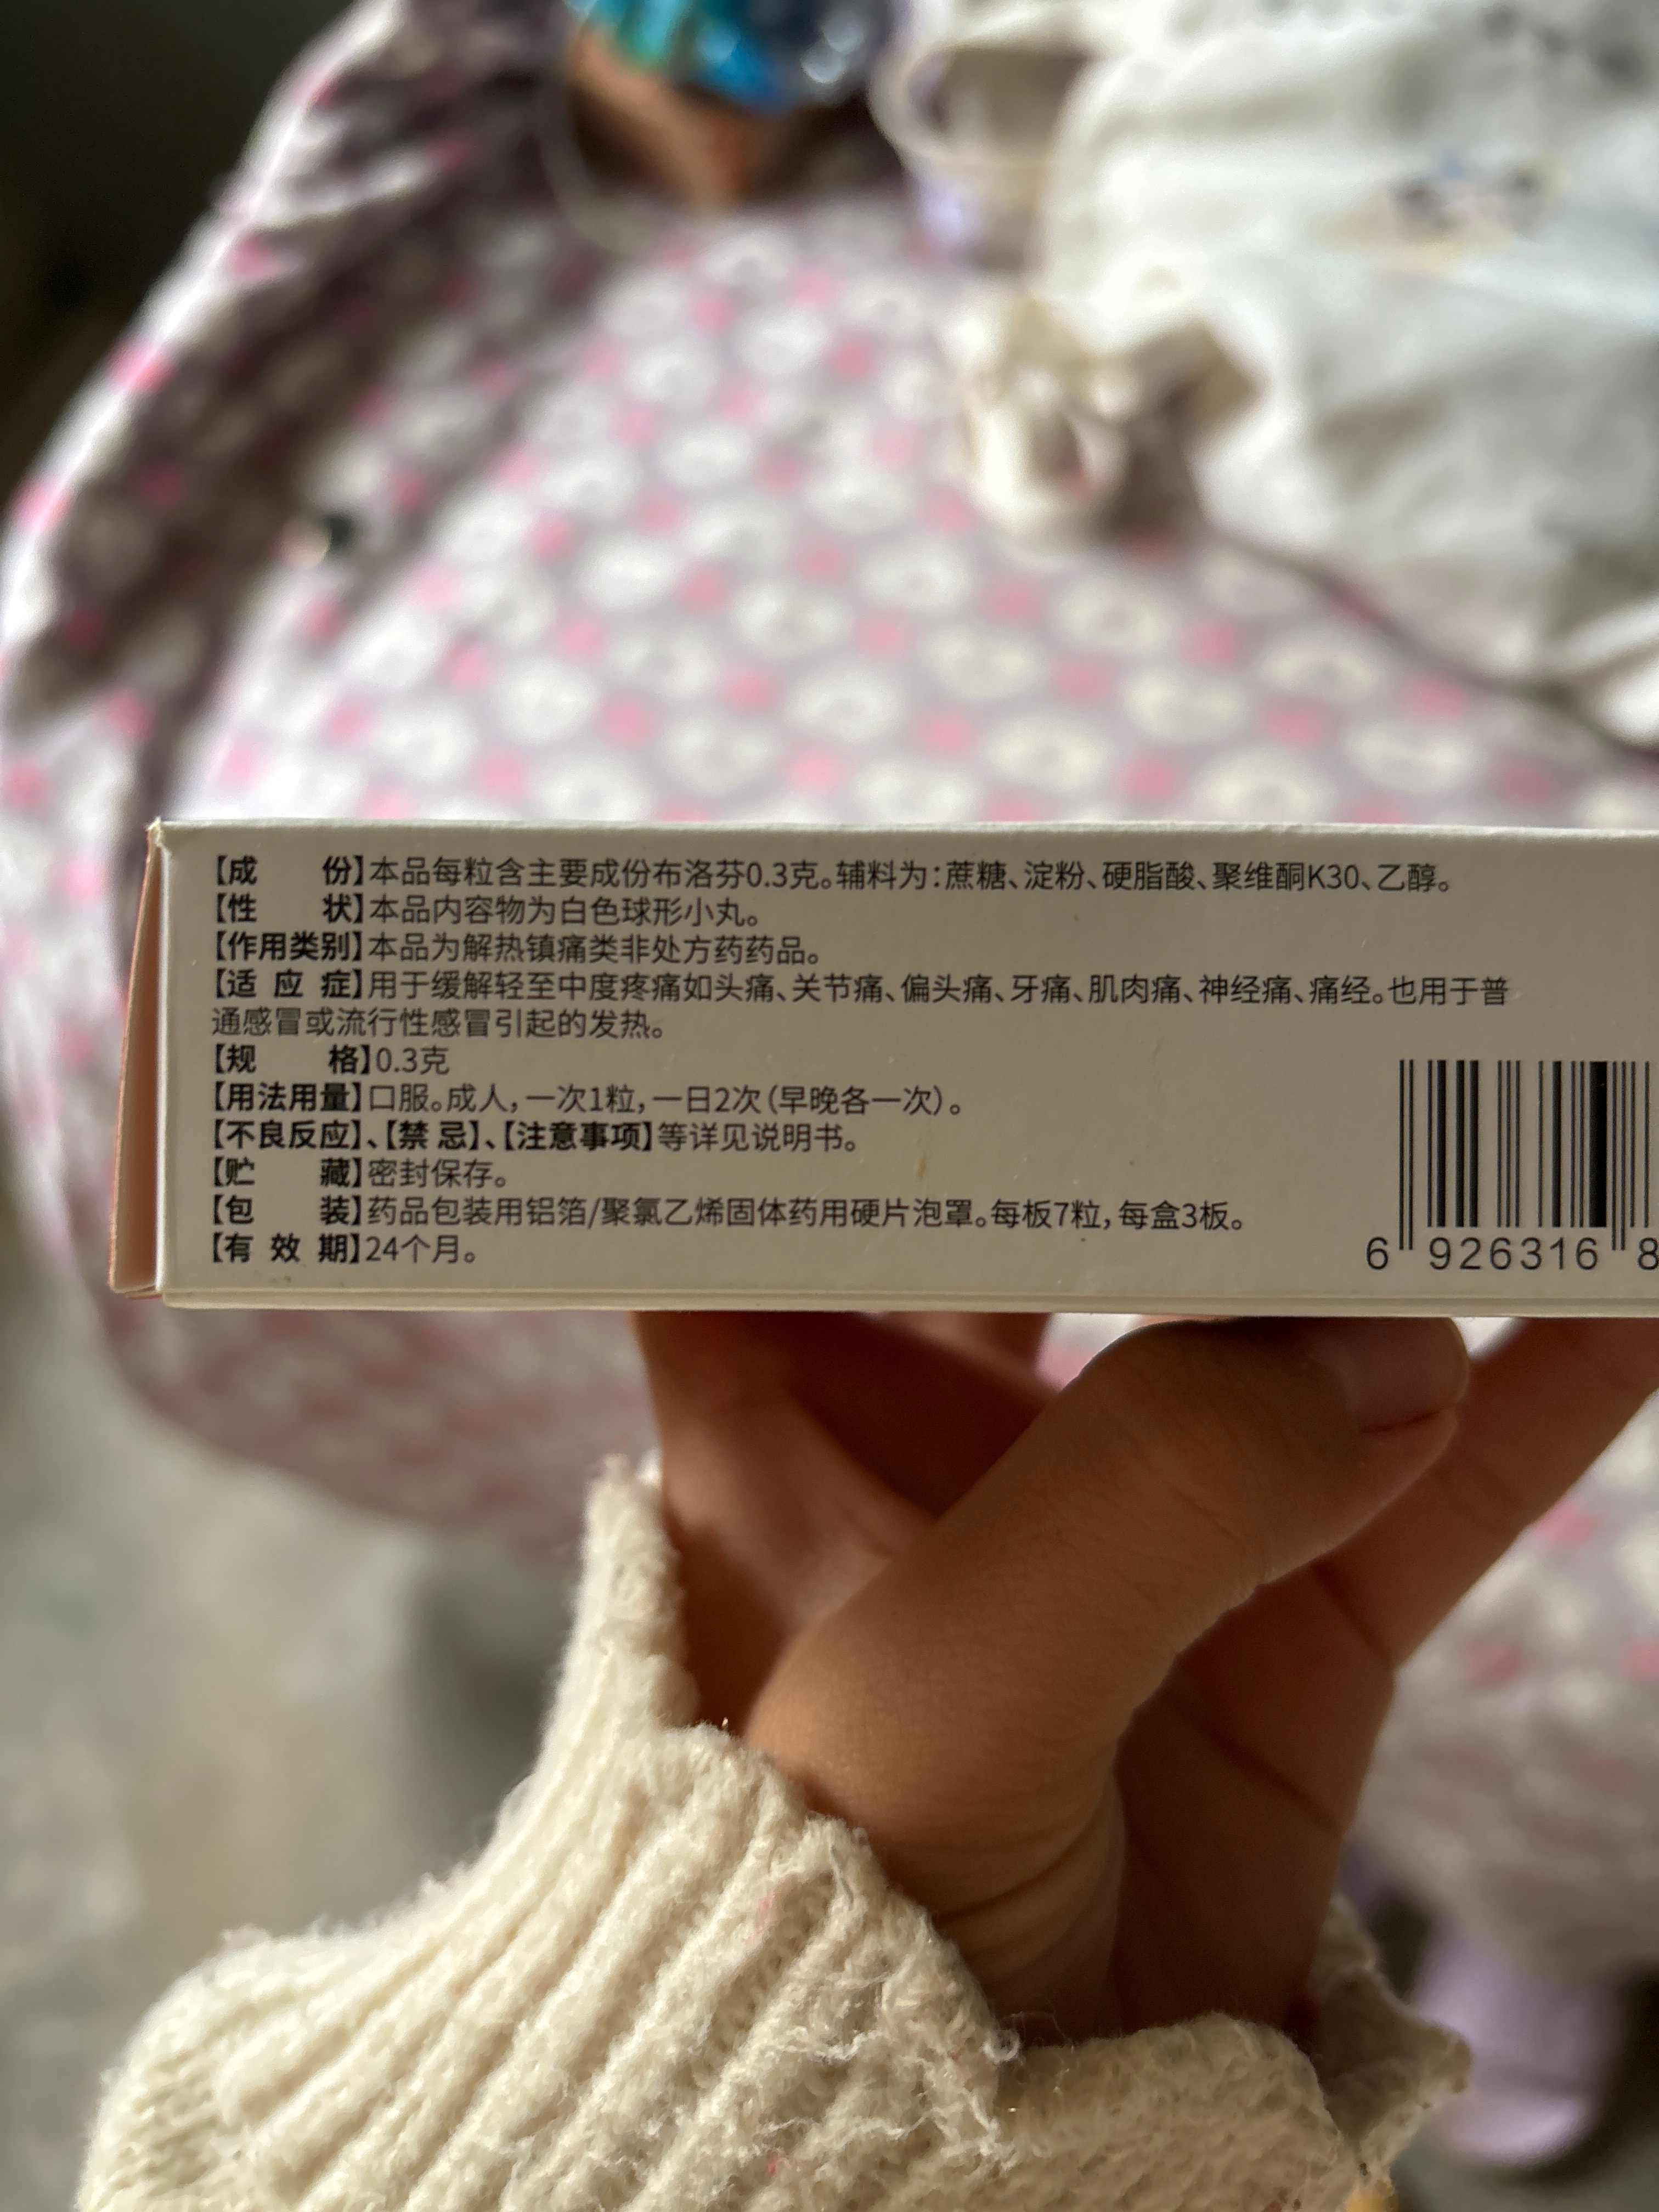 【成份】本品每粒含主要成份布洛芬0.3克。辅料为：蔗糖、淀粉、硬脂酸、聚维酮K30、乙醇。
【性状】本品内容物为白色球形小丸。
【作用类别】本品为解热镇痛类非处方药药品。
【适应症】用于缓解轻至中度疼痛如头痛、关节痛、偏头痛、牙痛、肌肉痛、神经痛、痛经。也用于普
通感冒或流行性感冒引起的发热。
【规格】0.3克
【用法用量】口服。成人，一次1粒，一日2次（早晚各一次）。
【不良反应】、【禁忌】、【注意事项】等详见说明书。
【贮藏】密封保存。
【包装】药品包装用铝箔/聚氯乙烯固体药用硬片泡罩。每板7粒，每盒3板。
【有效期】24个月。
6 926316 8